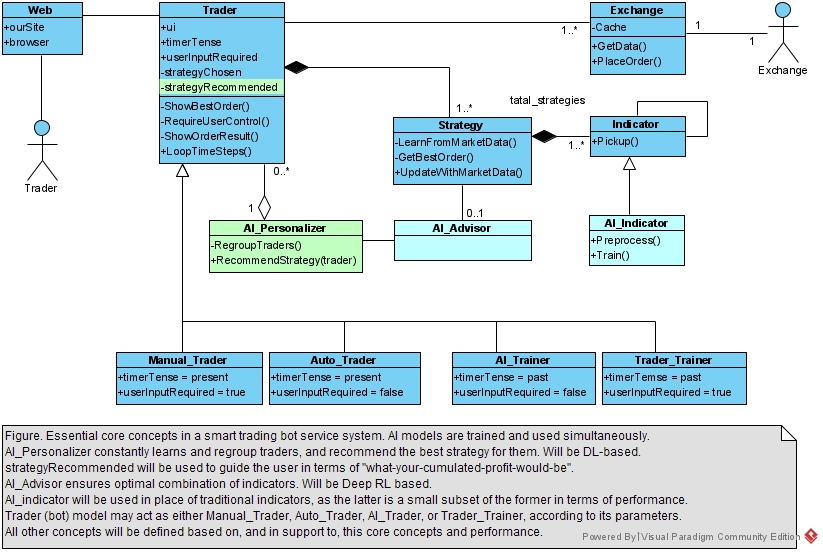 Web
+ourSite
+browser
Trader
Trader
+ui
+timerTense
+userInputRequired
-strategyChosen
-strategyRecommended
-ShowBestOrder()
-RequireUserControl()
-ShowOrderResult()
+LoopTimeSteps()
1..*
Exchange
-Cache
+GetData()
+PlaceOrder()
1
1
Exchange
1..*
Strategy
-LearnFromMarketData()
-GetBestOrder()
+UpdateWithMarketData()
tatal_strategies
1..*
Indicator
+Pickup()
0..*
1
AI_Personalizer
-RegroupTraders()
+RecommendStrategy(trader)
0..1
AI_Advisor
AI_Indicator
+Preprocess()
+Train()
Manual_Trader
+timerTense = present
+userInputRequired = true
Auto_Trader
+timerTense = present
+userInputRequired = false
AI_Trainer
+timerTense = past
+userInputRequired = false
Trader_Trainer
+timerTemse = past
+userInputRequired = true
Figure. Essential core concepts in a smart trading bot service system. AI models are trained and used simultaneously.
AI_Personalizer constantly learns and regroup traders, and recommend the best strategy for them. Will be DL-based.
strategyRecommended will be used to guide the user in terms of "what-your-cumulated-profit-would-be".
AI_Advisor ensures optimal combination of indicators. Will be Deep RL based.
AI_indicator will be used in place of traditional indicators, as the latter is a small subset of the former in terms of performance.
Trader (bot) model may act as either Manual_Trader, Auto_Trader, AI_Trader, or Trader_Trainer, according to its parameters.
All other concepts will be defined based on, and in support to, this core concepts and performance.
Powered By Visual Paradigm Community Edition